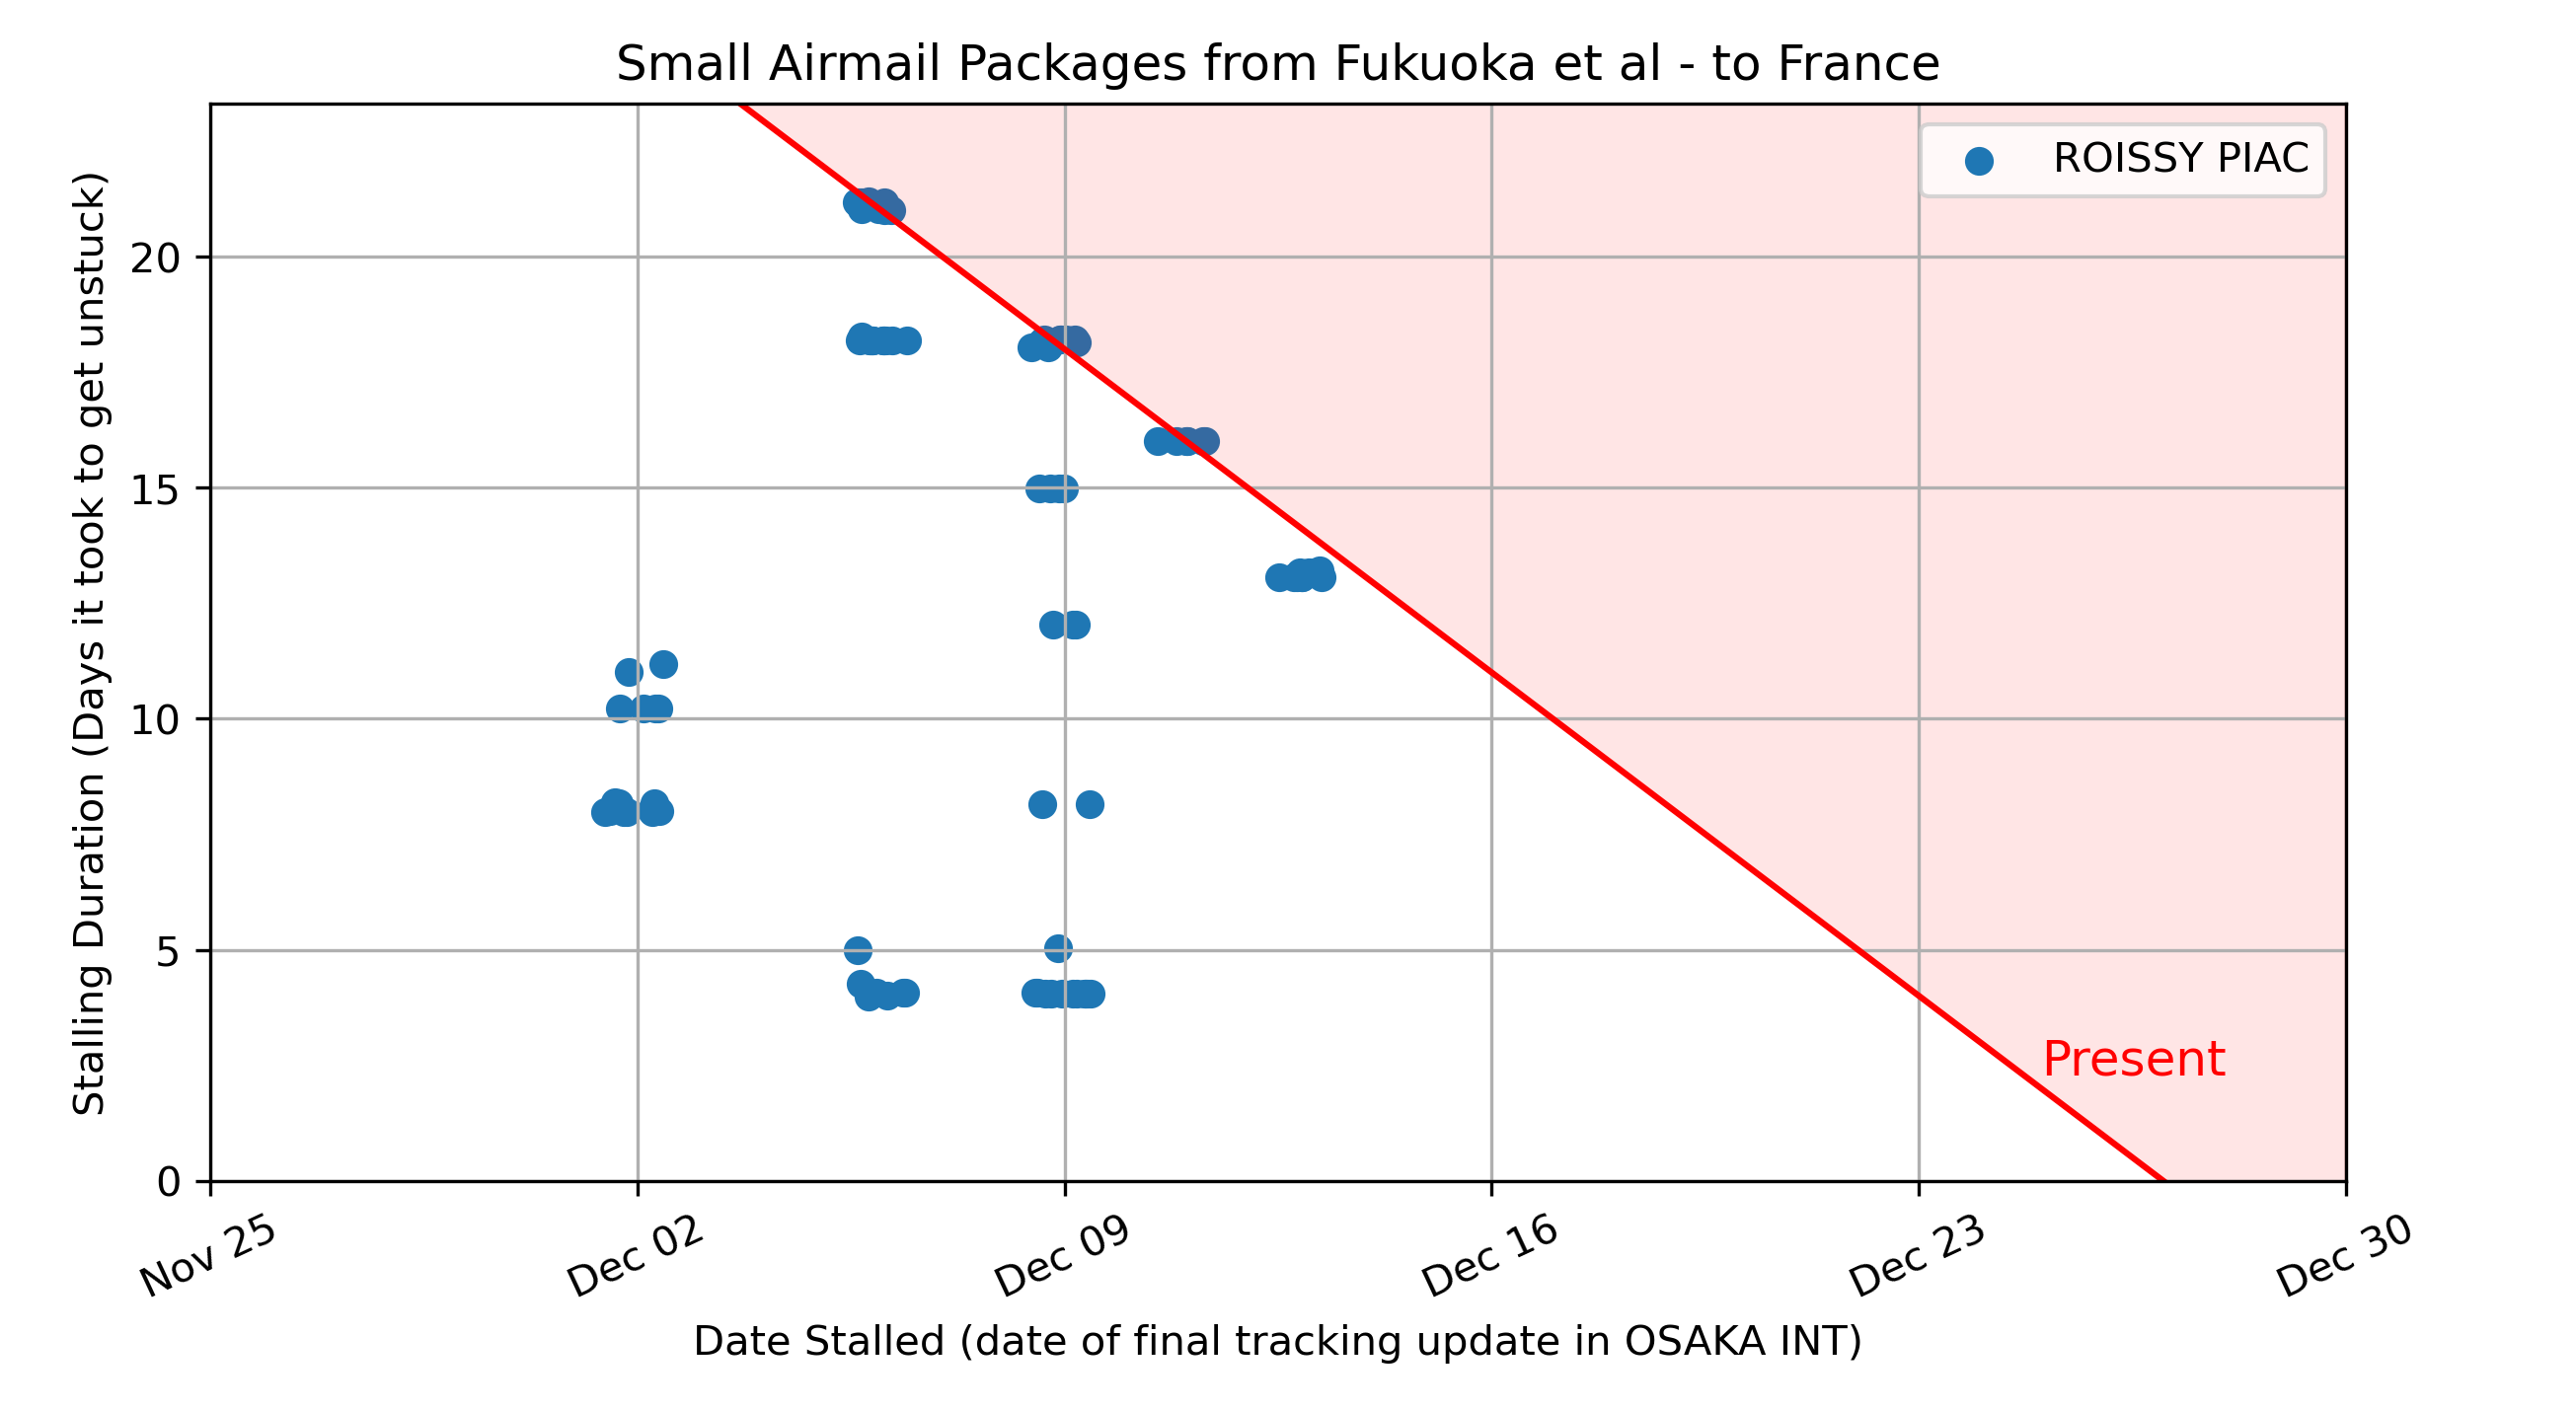 Small Airmail Packages from Fukuoka et al - to France
ROISSY PIAC
Stalling Duration (Days it took to get unstuck)
20
15
10
5
0
Present
Nov 25
Dec 02
Dec 09
Dec 16
Dec 23
Dec 30
Date Stalled (date of final tracking update in OSAKA INT)